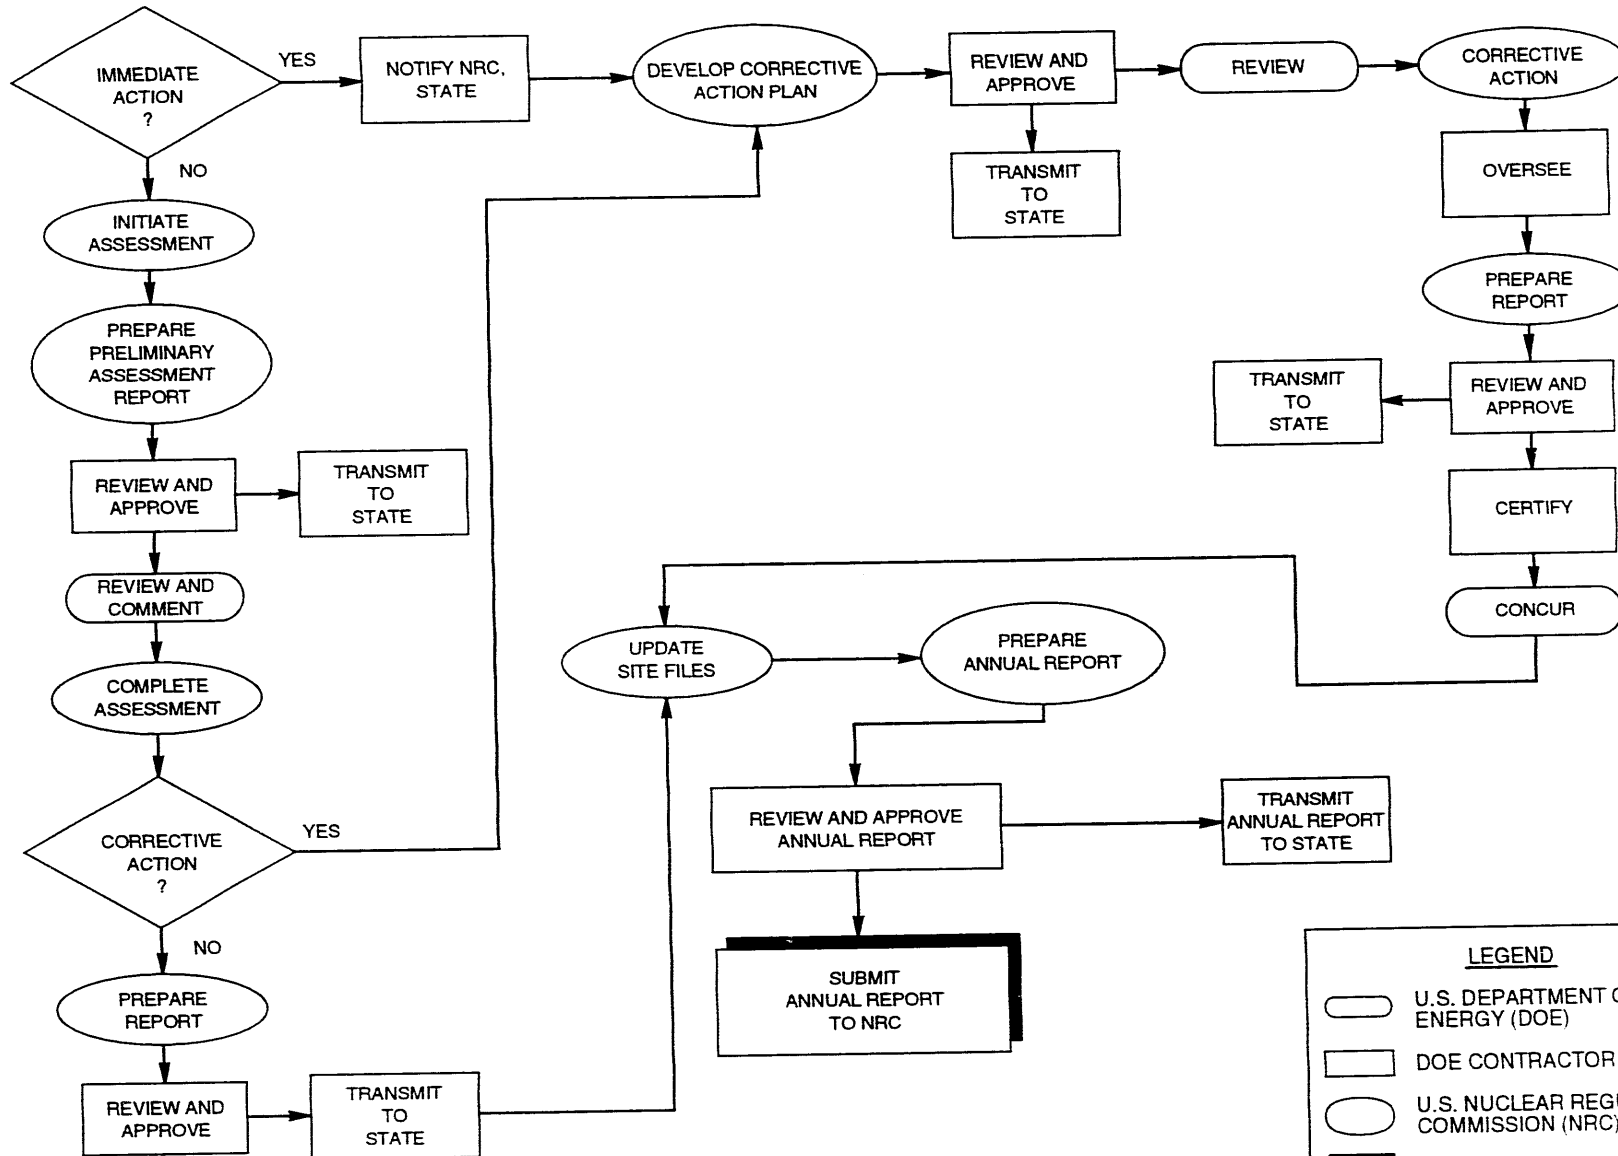 IMMEDIATE
ACTION
?
YES
NO
NOTIFY NRC,
STATE
DEVELOP CORRECTIVE
ACTION PLAN
REVIEW AND
APPROVE
TRANSMIT
TO
STATE
REVIEW
CORRECTIVE
ACTION
OVERSEE
PREPARE
REPORT
REVIEW AND
APPROVE
TRANSMIT
TO
STATE
CERTIFY
CONCUR
INITIATE
ASSESSMENT
PREPARE
PRELIMINARY
ASSESSMENT
REPORT
REVIEW AND
APPROVE
TRANSMIT
TO
STATE
REVIEW AND
COMMENT
COMPLETE
ASSESSMENT
CORRECTIVE
ACTION
?
YES
NO
PREPARE
REPORT
REVIEW AND
APPROVE
TRANSMIT
TO
STATE
UPDATE
SITE FILES
PREPARE
ANNUAL REPORT
REVIEW AND APPROVE
ANNUAL REPORT
TRANSMIT
ANNUAL REPORT
TO STATE
SUBMIT
ANNUAL REPORT
TO NRC
LEGEND
U.S. DEPARTMENT
ENERGY (DOE)
DOE CONTRACTOR
U.S. NUCLEAR
COMMISSION (NRC)